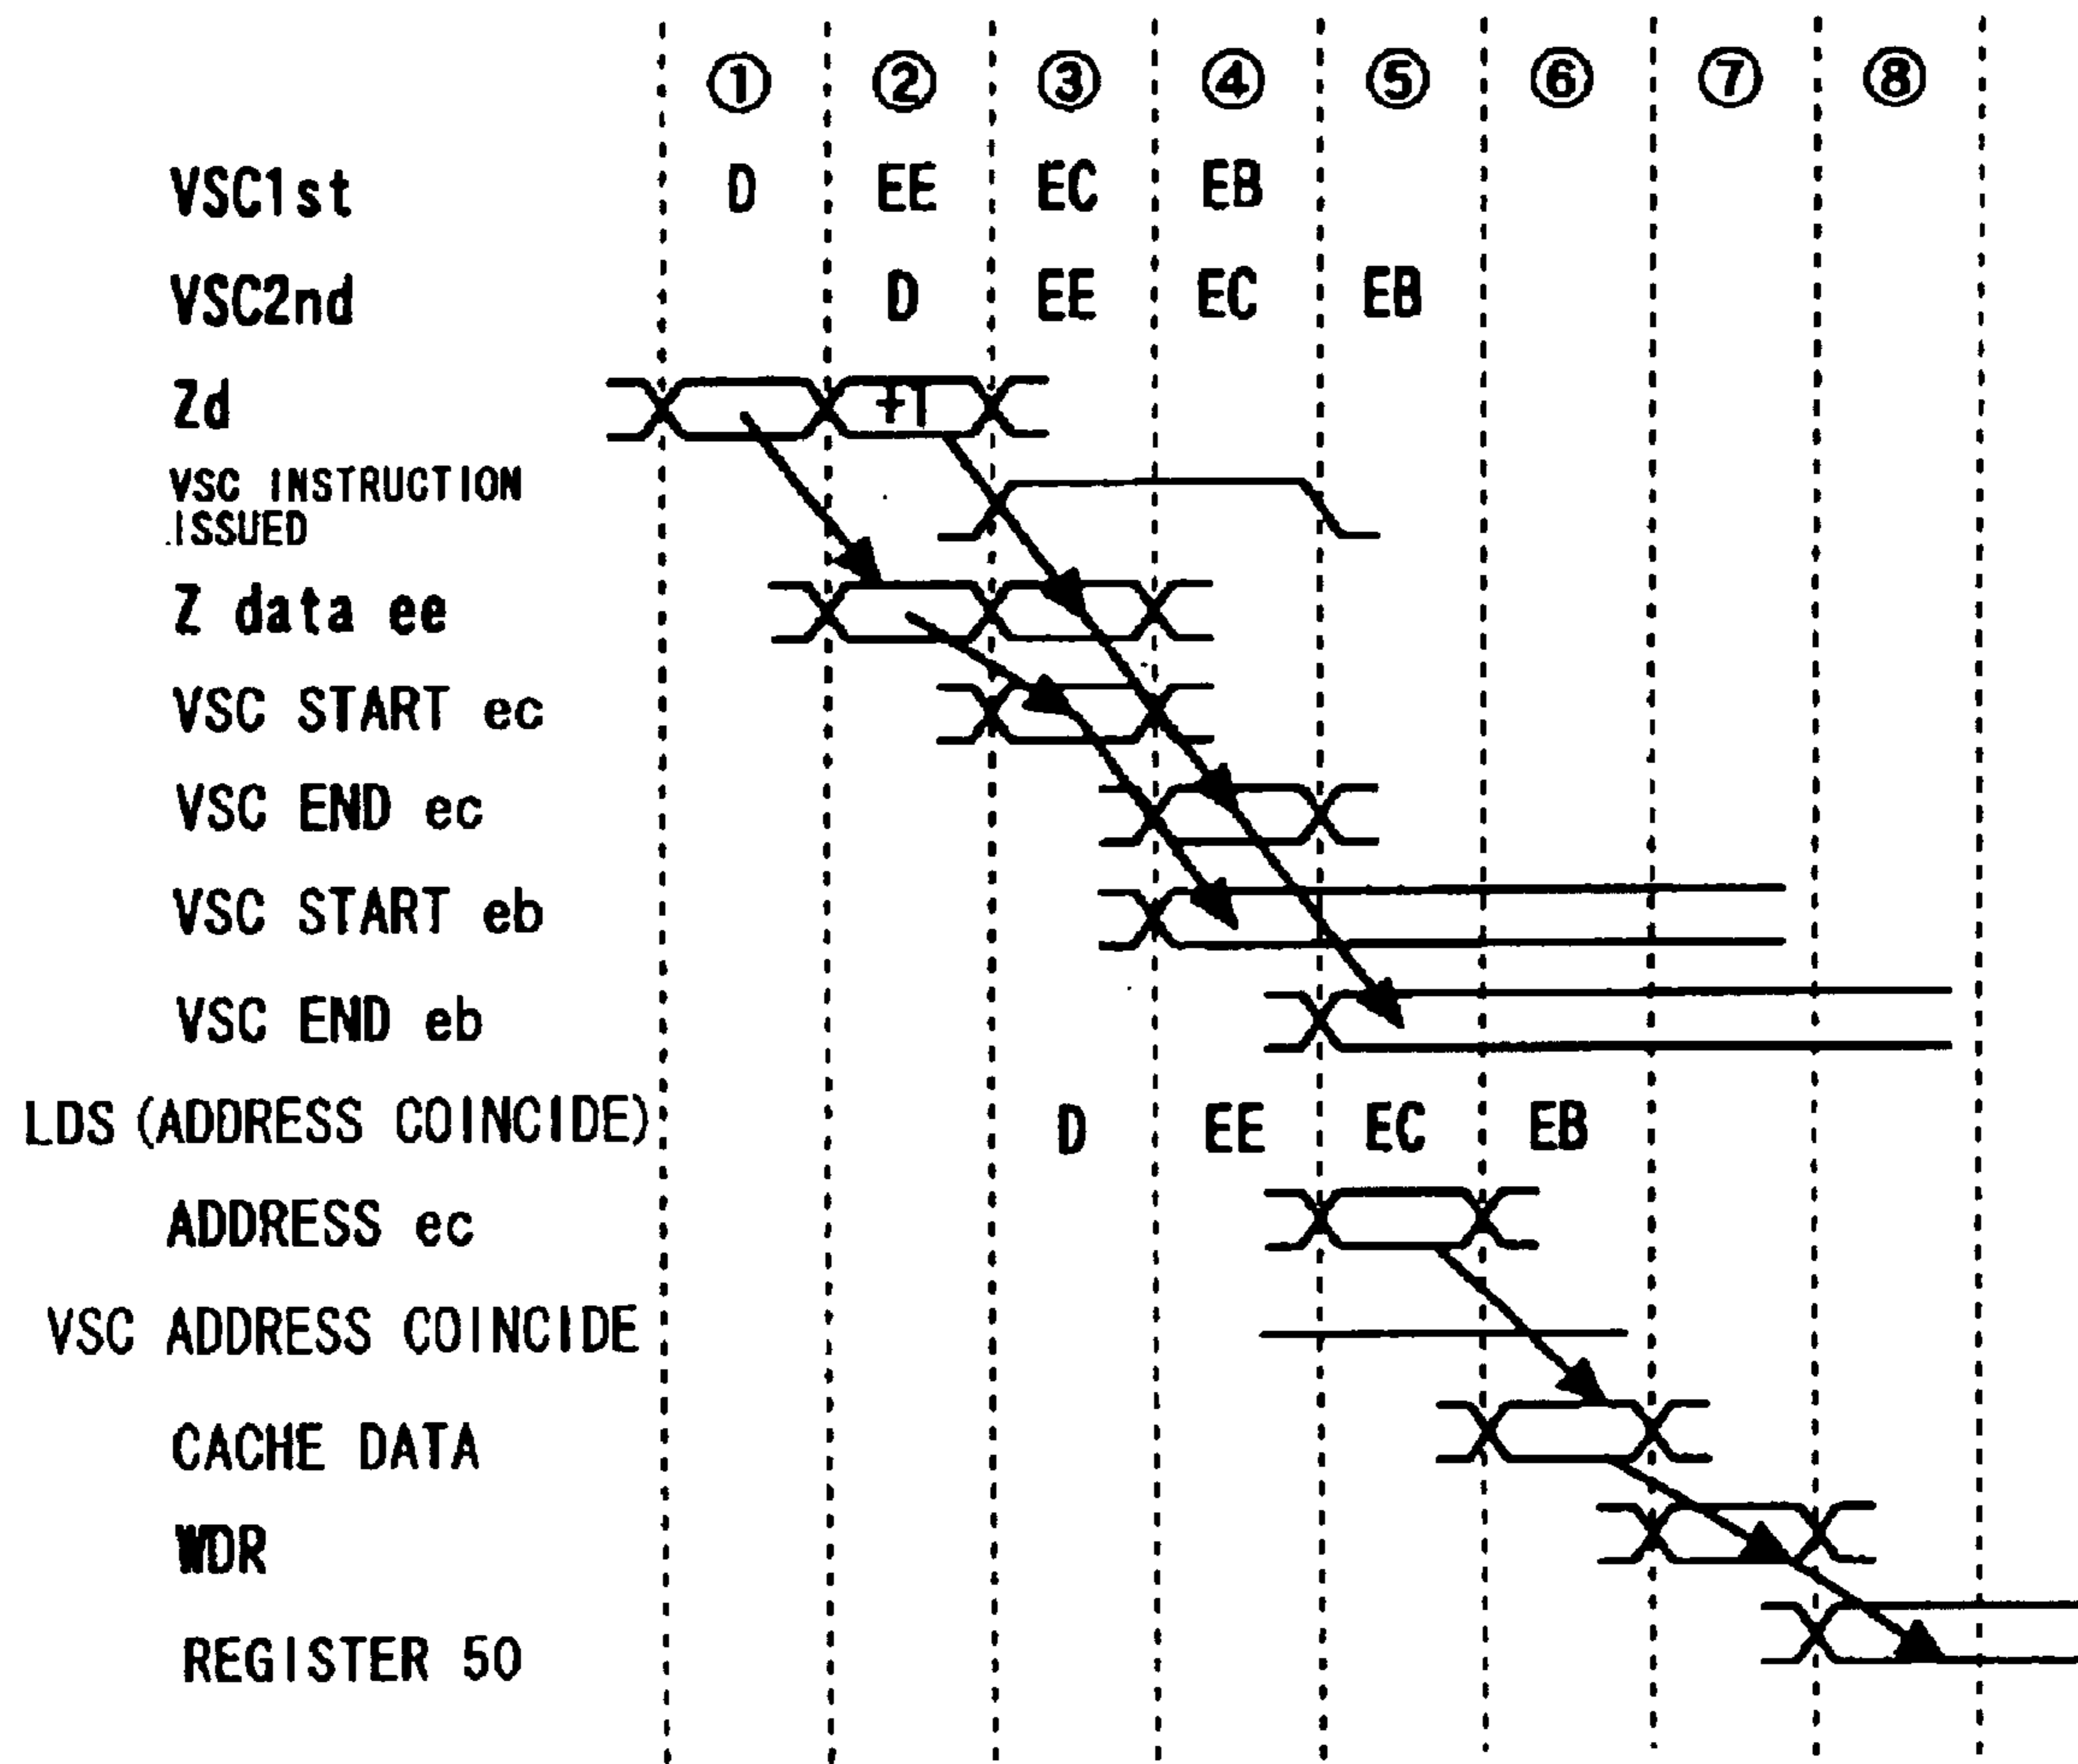 ① ② ③ ④ ⑤ ⑥ ⑦ ⑧
VSC1st D EE EC EB
VSC2nd D EE EC EB
Zd +1
VSC INSTRUCTION
ISSUED
Z data ee
VSC START ec
VSC END ec
VSC START eb
VSC END eb
LDS (ADDRESS COINCIDE) D EE EC EB
ADDRESS ec
VSC ADDRESS COINCIDE
CACHE DATA
WDR
REGISTER 50